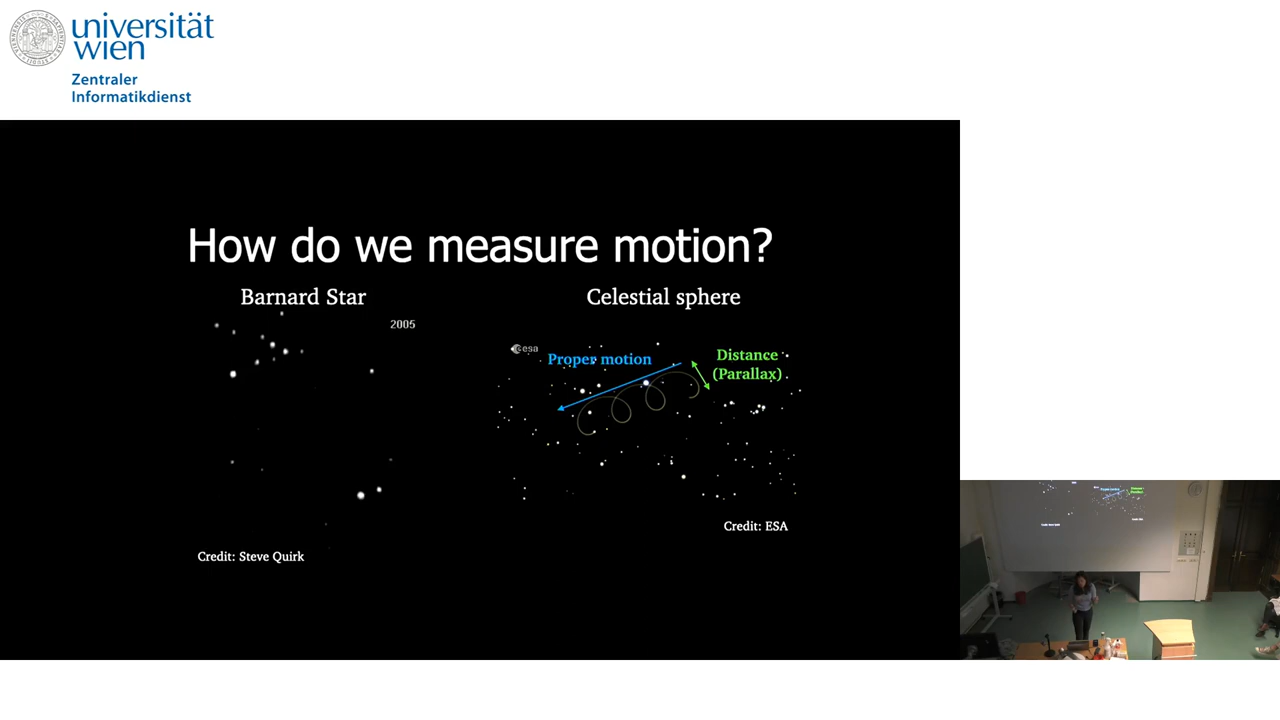 universität
wien
Zentraler
Informatikdienst
How do we measure motion?
Barnard Star
2005
Credit: Steve Quirk
Celestial sphere
esa
Proper motion
Distance
(Parallax)
Credit: ESA